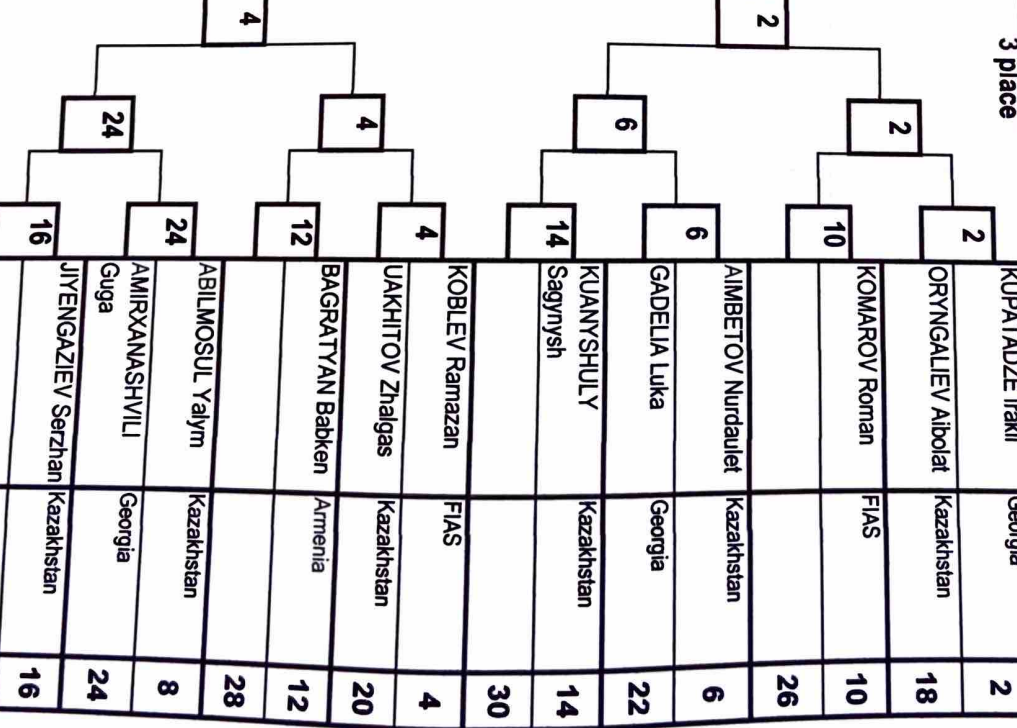 3 place
KUPATADZE Irakli Georgia 2
2
ORYNGALIEV Aibolat Kazakhstan 18
2
KOMAROV Roman FIAS 10
10
26
2
AIMBETOV Nurdaulet Kazakhstan 6
6
GADELIA Luka Georgia 22
6
KUANYSHULY
Sagynysh Kazakhstan 14
14
30
KOBLEV Ramazan FIAS 4
4
UAKHITOV Zhalgas Kazakhstan 20
4
BAGRATYAN Babken Armenia 12
12
28
4
ABILMOSUL Yalym Kazakhstan 8
24
AMIRXANASHVILI
Guga Georgia 24
24
JIYENGAZIEV Serzhan Kazakhstan 16
16